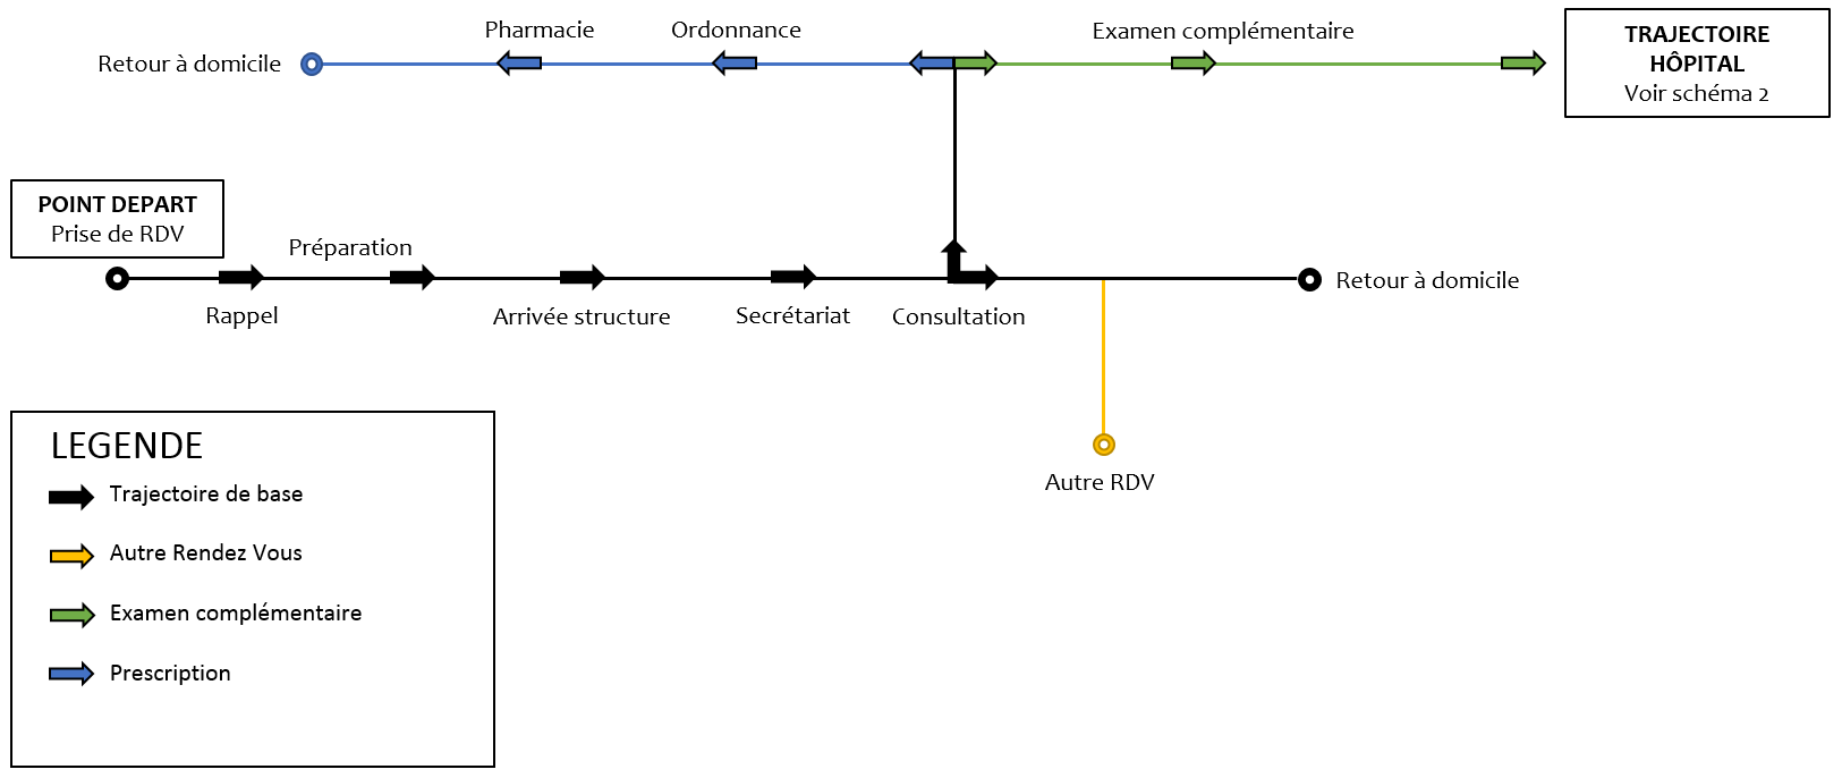 Pharmacie
Ordonnance
Examen complémentaire
Retour à domicile
TRAJECTOIRE
HÔPITAL
Voir schéma 2
POINT DEPART
Prise de RDV
Préparation
Retour à domicile
Rappel
Arrivée structure
Secrétariat
Consultation
LEGENDE
Trajectoire de base
Autre RDV
Autre Rendez Vous
Examen complémentaire
Prescription